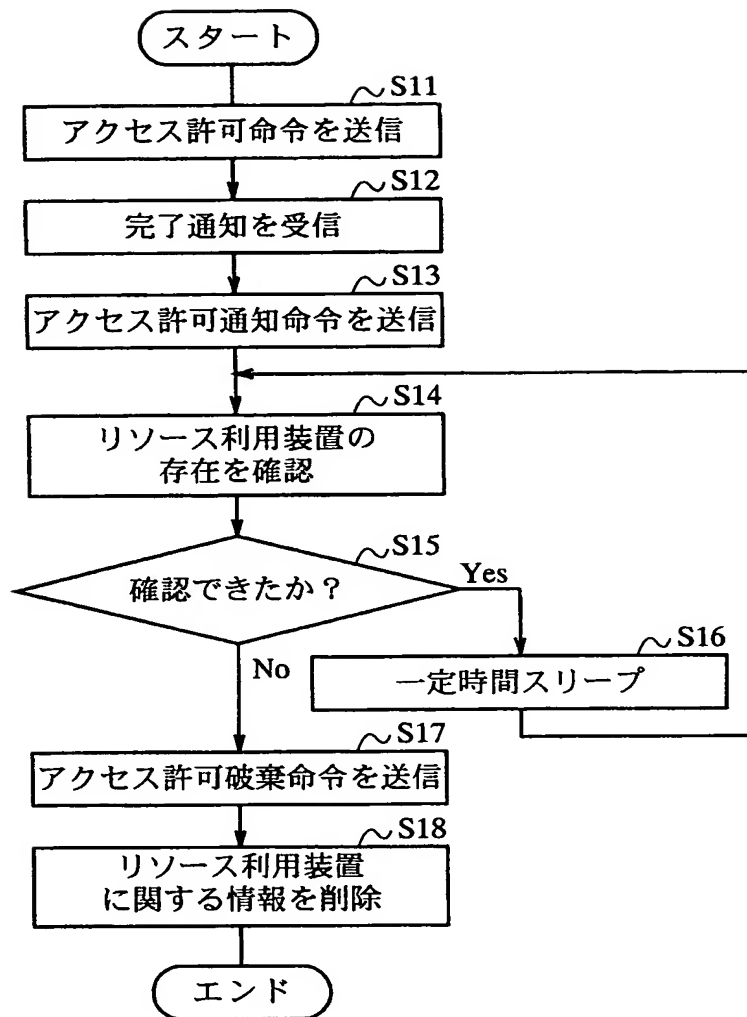 スタート
S11
アクセス許可命令を送信
S12
完了通知を受信
S13
アクセス許可通知命令を送信
S14
リソース利用装置の
存在を確認
S15
確認できたか？
Yes
S16
一定時間スリープ
No
S17
アクセス許可破棄命令を送信
S18
リソース利用装置
に関する情報を削除
エンド